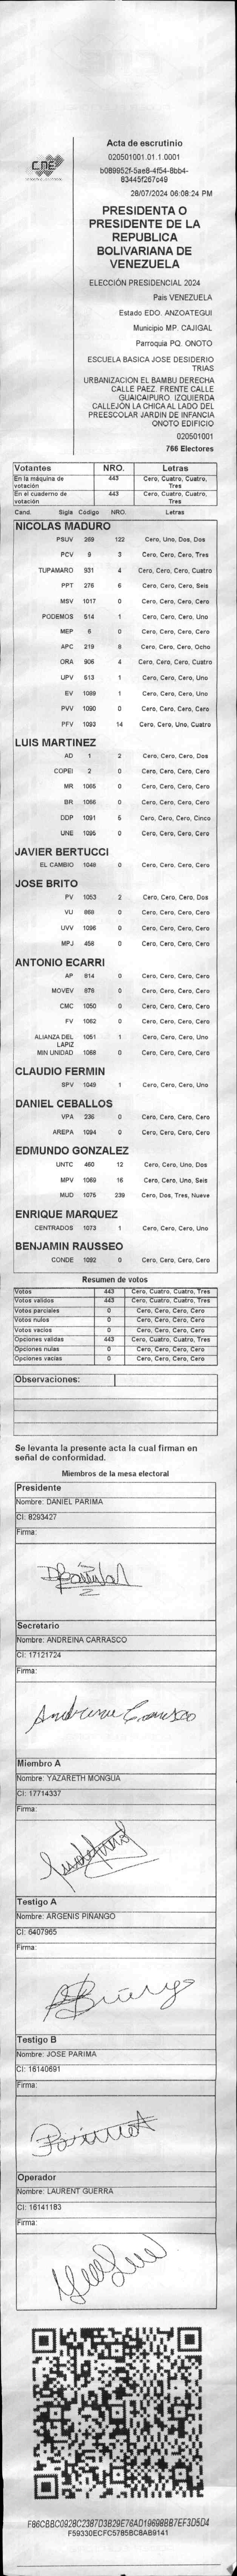 CNE
Acta de escrutinio
020501001.01.1.0001
b089952f-5ae8-4f54-8bb4-
83445f267c49
28/07/2024 06:08:24 PM
PRESIDENTA O
PRESIDENTE DE LA
REPUBLICA
BOLIVARIANA DE
VENEZUELA
ELECCIÓN PRESIDENCIAL 2024
País VENEZUELA
Estado EDO. ANZOATEGUI
Municipio MP. CAJIGAL
Parroquia PQ. ONOTO
ESCUELA BASICA JOSE DESIDERIO
TRIAS
URBANIZACION EL BAMBU DERECHA
CALLE PAEZ. FRENTE CALLE
GUAICAIPURO. IZQUIERDA
CALLEJON LA CHICA AL LADO DEL
PREESCOLAR JARDIN DE INFANCIA
ONOTO EDIFICIO
020501001
766 Electores
Votantes NRO. Letras
En la máquina de votación 443 Cero, Cuatro, Cuatro, Tres
En el cuaderno de votación 443 Cero, Cuatro, Cuatro, Tres
Cand. Sigla Código NRO. Letras
NICOLAS MADURO
PSUV 269 122 Cero, Uno, Dos, Dos
PCV 9 3 Cero, Cero, Cero, Tres
TUPAMARO 931 4 Cero, Cero, Cero, Cuatro
PPT 276 6 Cero, Cero, Cero, Seis
MSV 1017 0 Cero, Cero, Cero, Cero
PODEMOS 514 1 Cero, Cero, Cero, Uno
MEP 6 0 Cero, Cero, Cero, Cero
APC 219 8 Cero, Cero, Cero, Ocho
ORA 906 4 Cero, Cero, Cero, Cuatro
UPV 613 1 Cero, Cero, Cero, Uno
EV 1089 1 Cero, Cero, Cero, Uno
PVV 1090 0 Cero, Cero, Cero, Cero
PFV 1093 14 Cero, Cero, Uno, Cuatro
LUIS MARTINEZ
AD 1 2 Cero, Cero, Cero, Dos
COPEI 2 0 Cero, Cero, Cero, Cero
MR 1065 0 Cero, Cero, Cero, Cero
BR 1066 0 Cero, Cero, Cero, Cero
DDP 1091 5 Cero, Cero, Cero, Cinco
UNE 1095 0 Cero, Cero, Cero, Cero
JAVIER BERTUCCI
EL CAMBIO 1048 0 Cero, Cero, Cero, Cero
JOSE BRITO
PV 1053 2 Cero, Cero, Cero, Dos
VU 868 0 Cero, Cero, Cero, Cero
UVV 1096 0 Cero, Cero, Cero, Cero
MPJ 458 0 Cero, Cero, Cero, Cero
ANTONIO ECARRI
AP 814 0 Cero, Cero, Cero, Cero
MOVEV 876 0 Cero, Cero, Cero, Cero
CMC 1050 0 Cero, Cero, Cero, Cero
FV 1062 0 Cero, Cero, Cero, Cero
ALIANZA DEL LAPIZ 1051 1 Cero, Cero, Cero, Uno
MIN UNIDAD 1068 0 Cero, Cero, Cero, Cero
CLAUDIO FERMIN
SPV 1049 1 Cero, Cero, Cero, Uno
DANIEL CEBALLOS
VPA 236 0 Cero, Cero, Cero, Cero
AREPA 1094 0 Cero, Cero, Cero, Cero
EDMUNDO GONZALEZ
UNTC 460 12 Cero, Cero, Uno, Dos
MPV 1069 16 Cero, Cero, Uno, Seis
MUD 1075 239 Cero, Dos, Tres, Nueve
ENRIQUE MARQUEZ
CENTRADOS 1073 1 Cero, Cero, Cero, Uno
BENJAMIN RAUSSEO
CONDE 1092 0 Cero, Cero, Cero, Cero
Resumen de votos
Votos 443 Cero, Cuatro, Cuatro, Tres
Votos validos 443 Cero, Cuatro, Cuatro, Tres
Votos parciales 0 Cero, Cero, Cero, Cero
Votos nulos 0 Cero, Cero, Cero, Cero
Votos vacios 0 Cero, Cero, Cero, Cero
Opciones validas 443 Cero, Cuatro, Cuatro, Tres
Opciones nulas 0 Cero, Cero, Cero, Cero
Opciones vacias 0 Cero, Cero, Cero, Cero
Observaciones:
Se levanta la presente acta la cual firman en
señal de conformidad.
Miembros de la mesa electoral
Presidente
Nombre: DANIEL PARIMA
CI: 8293427
Firma:
Secretario
Nombre: ANDREINA CARRASCO
CI: 17121724
Firma:
Miembro A
Nombre: YAZARETH MONGUA
CI: 17714337
Firma:
Testigo A
Nombre: ARGENIS PIÑANGO
CI: 6407965
Firma:
Testigo B
Nombre: JOSE PARIMA
CI: 16140691
Firma:
Operador
Nombre: LAURENT GUERRA
CI: 16141183
Firma:
F86CBBC0928C2387D3B29E76AD19698BB7EF3D5D4
F59330ECFC5785BC8AB9141